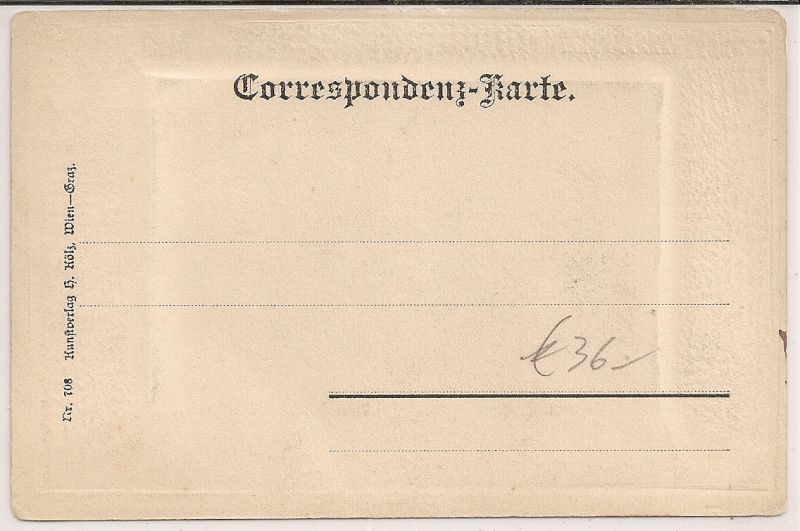 Correspondenz-Karte.
Nr. 708 Kunstverlag H. Kölz, Wien—Graz.
€36.-